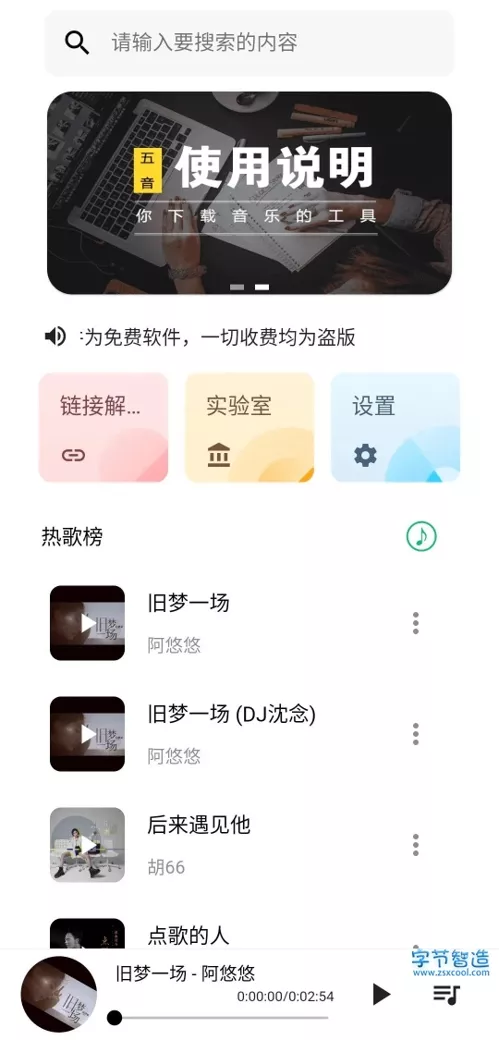 请输入要搜索的内容
五音
使用说明
你下载音乐的工具
为免费软件，一切收费均为盗版
链接解...
实验室
设置
热歌榜
旧梦一场
阿悠悠
旧梦一场 (DJ沈念)
阿悠悠
后来遇见他
胡66
点歌的人
旧梦一场 - 阿悠悠
0:00:00/0:02:54
字节智造
www.zsxcool.com